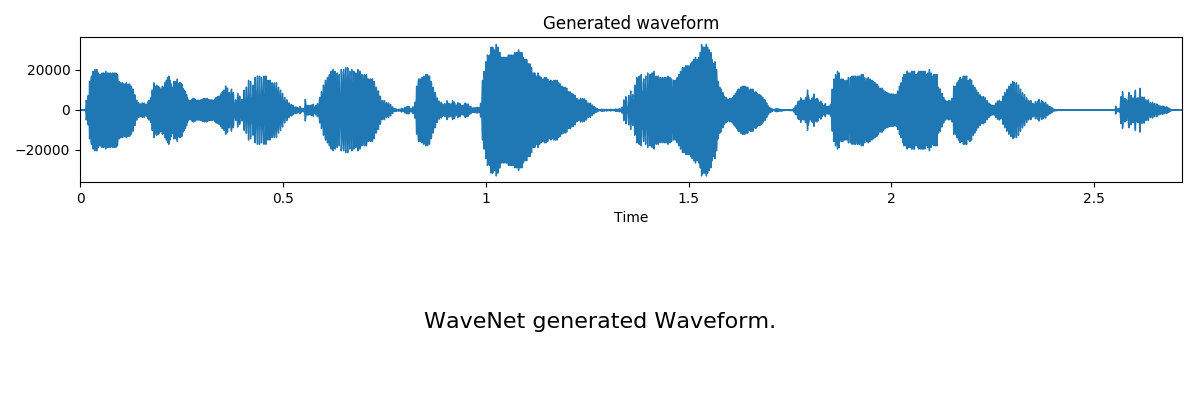 Generated waveform
20000
0
−20000
0 0.5 1 1.5 2 2.5
Time
WaveNet generated Waveform.